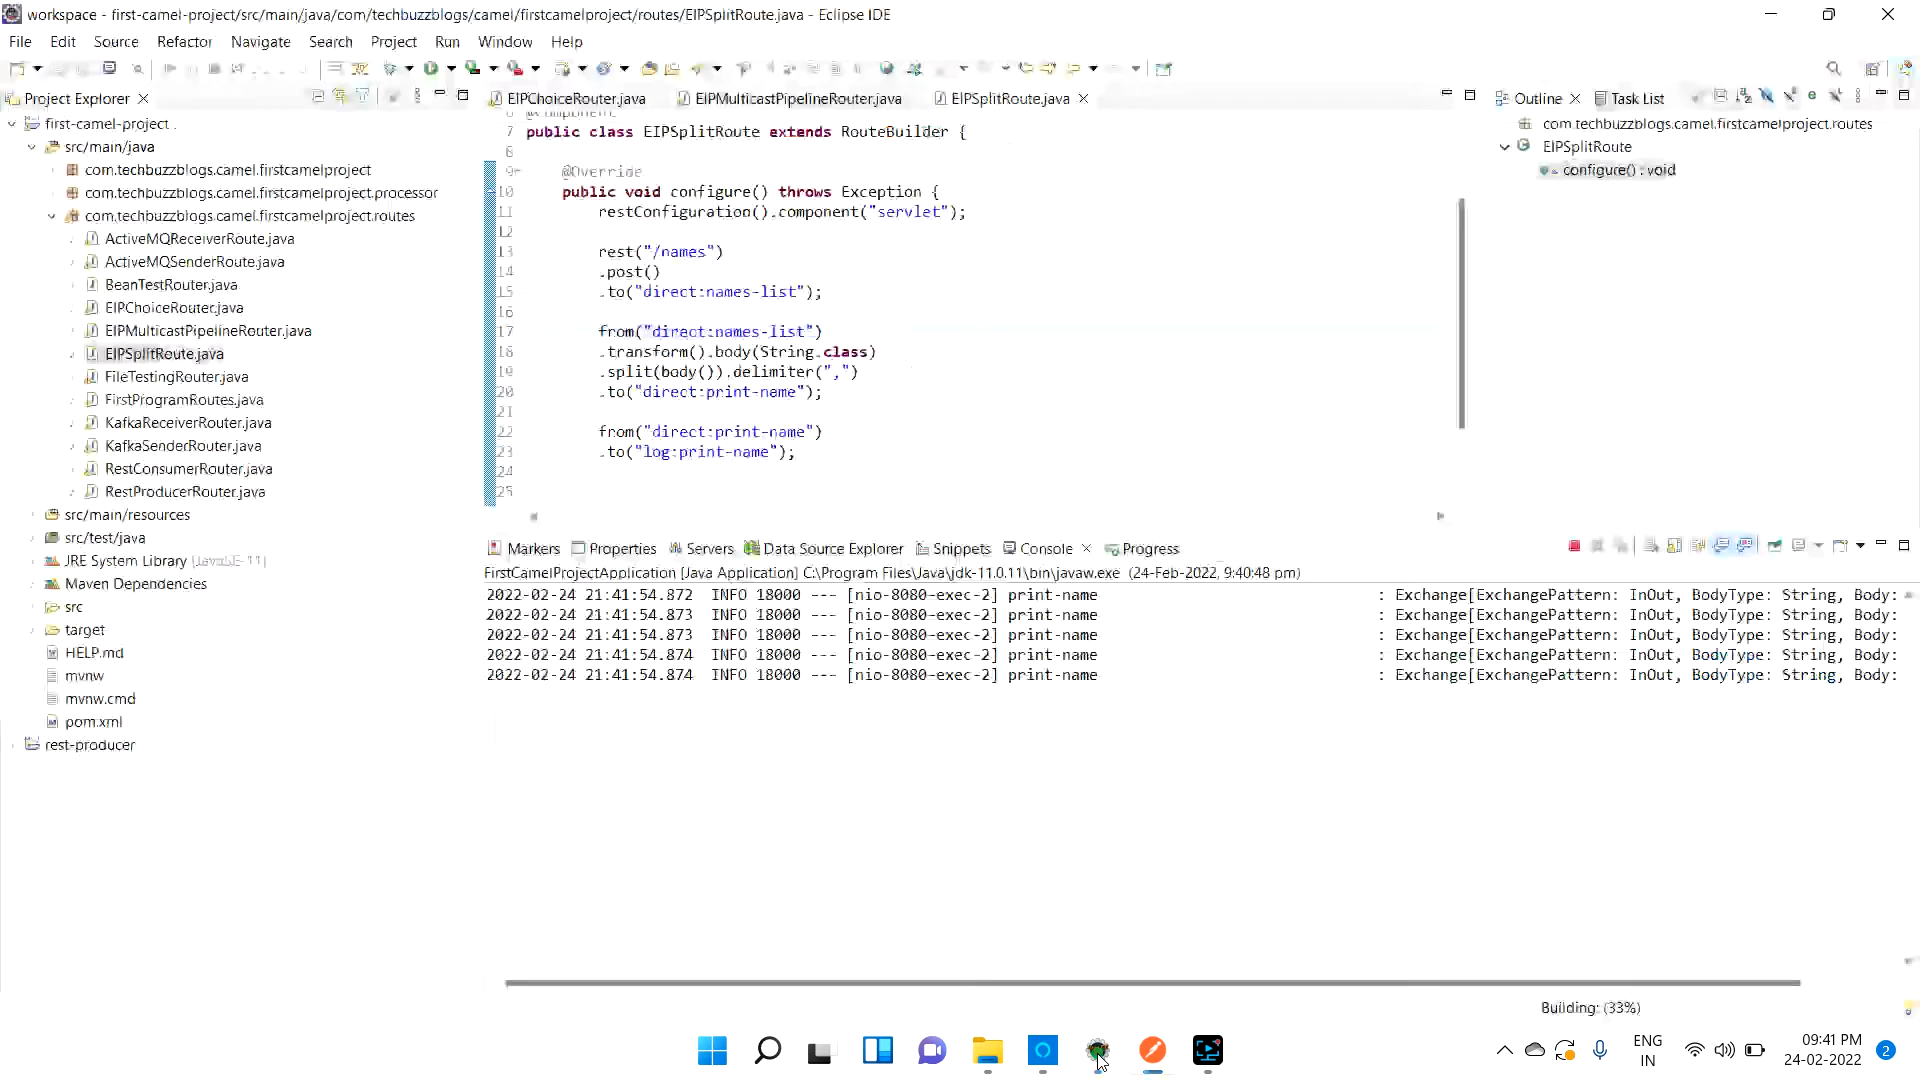 workspace - first-camel-project/src/main/java/com/techbuzzblogs/camel/firstcamelproject/routes/EIPSplitRoute.java - Eclipse IDE
File Edit Source Refactor Navigate Search Project Run Window Help
Project Explorer
first-camel-project
src/main/java
com.techbuzzblogs.camel.firstcamelproject
com.techbuzzblogs.camel.firstcamelproject.processor
com.techbuzzblogs.camel.firstcamelproject.routes
ActiveMQReceiverRoute.java
ActiveMQSenderRoute.java
BeanTestRouter.java
EIPChoiceRouter.java
EIPMulticastPipelineRouter.java
EIPSplitRoute.java
FileTestingRouter.java
FirstProgramRoutes.java
KafkaReceiverRouter.java
KafkaSenderRouter.java
RestConsumerRouter.java
RestProducerRouter.java
src/main/resources
src/test/java
JRE System Library [JavaSE-11]
Maven Dependencies
src
target
HELP.md
mvnw
mvnw.cmd
pom.xml
rest-producer
EIPChoiceRouter.java EIPMulticastPipelineRouter.java EIPSplitRoute.java
@Component
7 public class EIPSplitRoute extends RouteBuilder {
8
9 @Override
10 public void configure() throws Exception {
11 restConfiguration().component("servlet");
12
13 rest("/names")
14 .post()
15 .to("direct:names-list");
16
17 from("direct:names-list")
18 .transform().body(String.class)
19 .split(body()).delimiter(",")
20 .to("direct:print-name");
21
22 from("direct:print-name")
23 .to("log:print-name");
24
25
Outline Task List
com.techbuzzblogs.camel.firstcamelproject.routes
EIPSplitRoute
configure() : void
Markers Properties Servers Data Source Explorer Snippets Console Progress
FirstCamelProjectApplication [Java Application] C:\Program Files\Java\jdk-11.0.11\bin\javaw.exe (24-Feb-2022, 9:40:48 pm)
2022-02-24 21:41:54.872 INFO 18000 --- [nio-8080-exec-2] print-name : Exchange[ExchangePattern: InOut, BodyType: String, Body:
2022-02-24 21:41:54.873 INFO 18000 --- [nio-8080-exec-2] print-name : Exchange[ExchangePattern: InOut, BodyType: String, Body:
2022-02-24 21:41:54.873 INFO 18000 --- [nio-8080-exec-2] print-name : Exchange[ExchangePattern: InOut, BodyType: String, Body:
2022-02-24 21:41:54.874 INFO 18000 --- [nio-8080-exec-2] print-name : Exchange[ExchangePattern: InOut, BodyType: String, Body:
2022-02-24 21:41:54.874 INFO 18000 --- [nio-8080-exec-2] print-name : Exchange[ExchangePattern: InOut, BodyType: String, Body:
Building: (33%)
ENG
IN
09:41 PM
24-02-2022
2